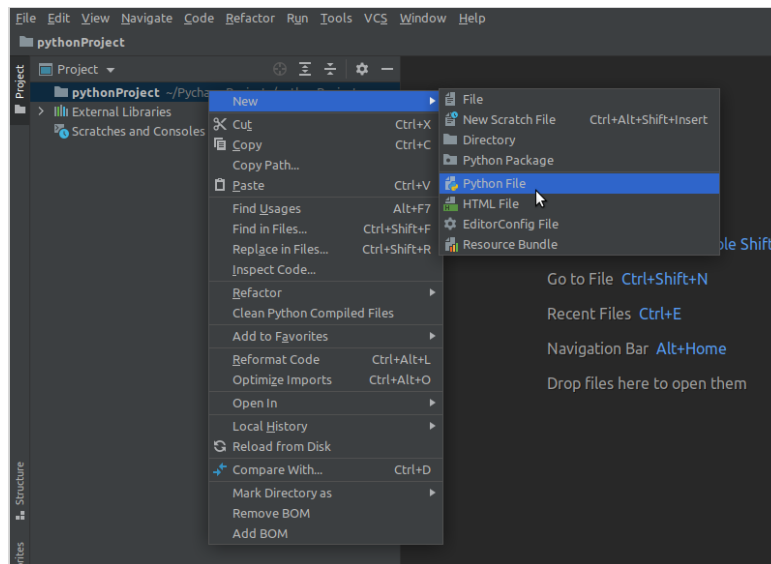 File Edit View Navigate Code Refactor Run Tools VCS Window Help
pythonProject
Project
Project
pythonProject ~/Pycha
External Libraries
Scratches and Consoles
New
Cut Ctrl+X
Copy Ctrl+C
Copy Path...
Paste Ctrl+V
Find Usages Alt+F7
Find in Files... Ctrl+Shift+F
Replace in Files... Ctrl+Shift+R
Inspect Code...
Refactor
Clean Python Compiled Files
Add to Favorites
Reformat Code Ctrl+Alt+L
Optimize Imports Ctrl+Alt+O
Open In
Local History
Reload from Disk
Compare With... Ctrl+D
Mark Directory as
Remove BOM
Add BOM
File
New Scratch File Ctrl+Alt+Shift+Insert
Directory
Python Package
Python File
HTML File
EditorConfig File
Resource Bundle
ble Shift
Go to File Ctrl+Shift+N
Recent Files Ctrl+E
Navigation Bar Alt+Home
Drop files here to open them
Structure
rites